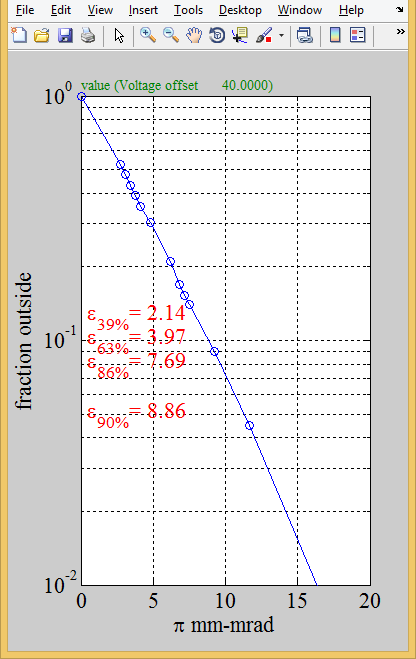 File Edit View Insert Tools Desktop Window Help
value (Voltage offset 40.0000)
10^0
ε39%= 2.14
10^-1
ε63%= 3.97
ε86%= 7.69
ε90%= 8.86
fraction outside
10^-2
0 5 10 15 20
π mm-mrad